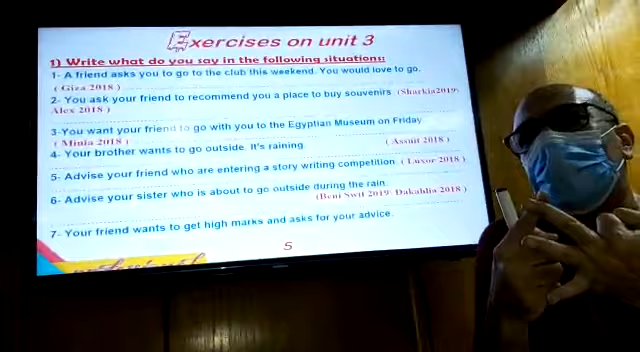 Exercises on unit 3
1) Write what do you say in the following situations:
1- A friend asks you to go to the club this weekend. You would love to go.
( Giza 2018 )
2- You ask your friend to recommend you a place to buy souvenirs (Sharkia2019/
Alex 2018 )
3-You want your friend to go with you to the Egyptian Museum on Friday
( Minia 2018 )
4- Your brother wants to go outside. It's raining. ( Assuit 2018 )
5- Advise your friend who are entering a story writing competition. ( Luxor 2018 )
6- Advise your sister who is about to go outside during the rain.
(Beni Swif 2019/ Dakahlia 2018 )
7- Your friend wants to get high marks and asks for your advice.
5